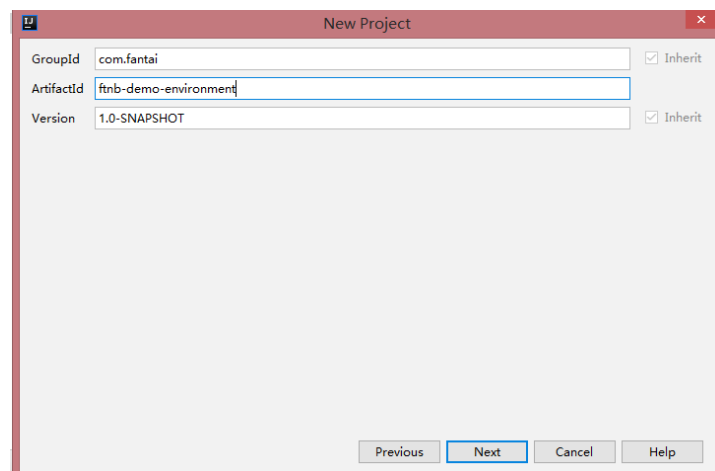 New Project
GroupId com.fantai Inherit
ArtifactId ftnb-demo-environment
Version 1.0-SNAPSHOT Inherit
Previous Next Cancel Help